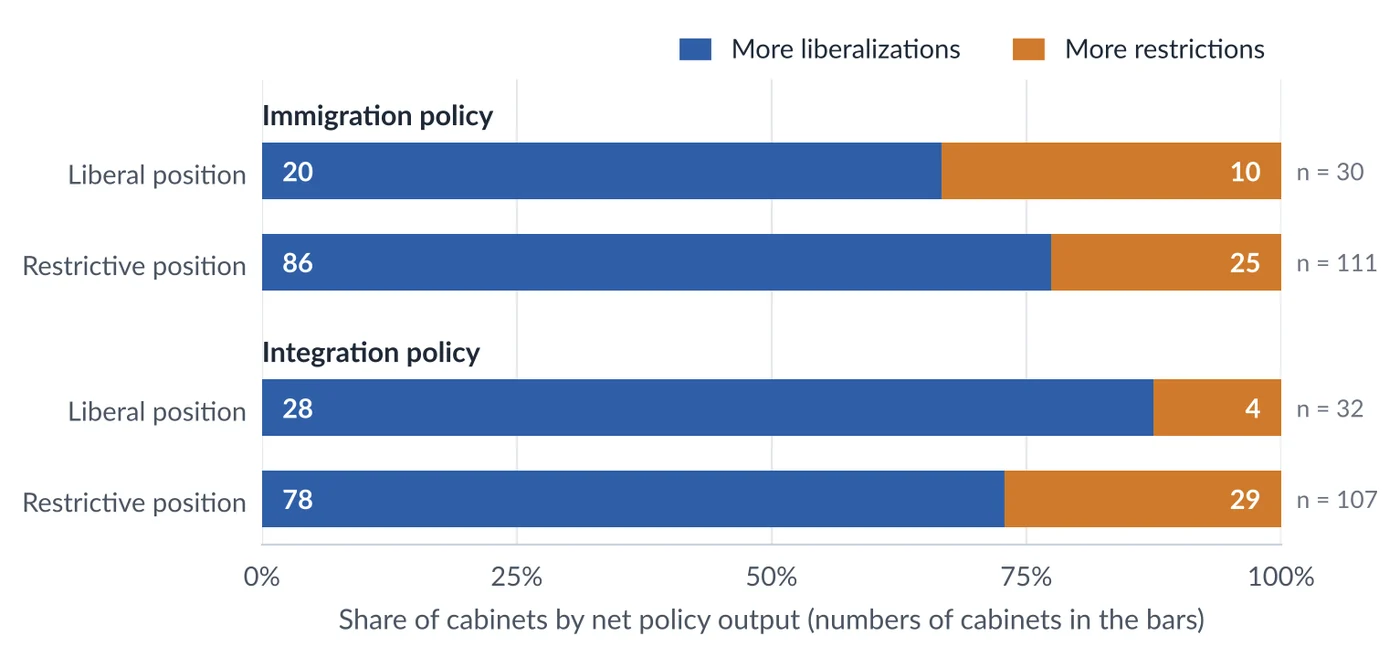 More liberalizations More restrictions
Immigration policy
Liberal position 20 10 n = 30
Restrictive position 86 25 n = 111
Integration policy
Liberal position 28 4 n = 32
Restrictive position 78 29 n = 107
0% 25% 50% 75% 100%
Share of cabinets by net policy output (numbers of cabinets in the bars)